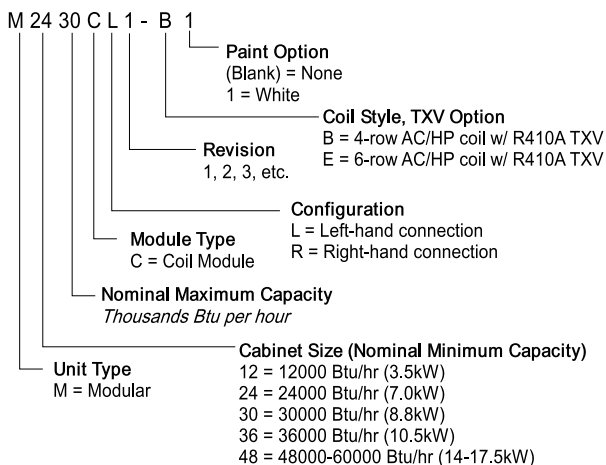 M 24 30 C L 1 - B 1
Paint Option
(Blank) = None
1 = White
Coil Style, TXV Option
B = 4-row AC/HP coil w/ R410A TXV
E = 6-row AC/HP coil w/ R410A TXV
Revision
1, 2, 3, etc.
Configuration
L = Left-hand connection
R = Right-hand connection
Module Type
C = Coil Module
Nominal Maximum Capacity
Thousands Btu per hour
Cabinet Size (Nominal Minimum Capacity)
12 = 12000 Btu/hr (3.5kW)
24 = 24000 Btu/hr (7.0kW)
30 = 30000 Btu/hr (8.8kW)
36 = 36000 Btu/hr (10.5kW)
48 = 48000-60000 Btu/hr (14-17.5kW)
Unit Type
M = Modular